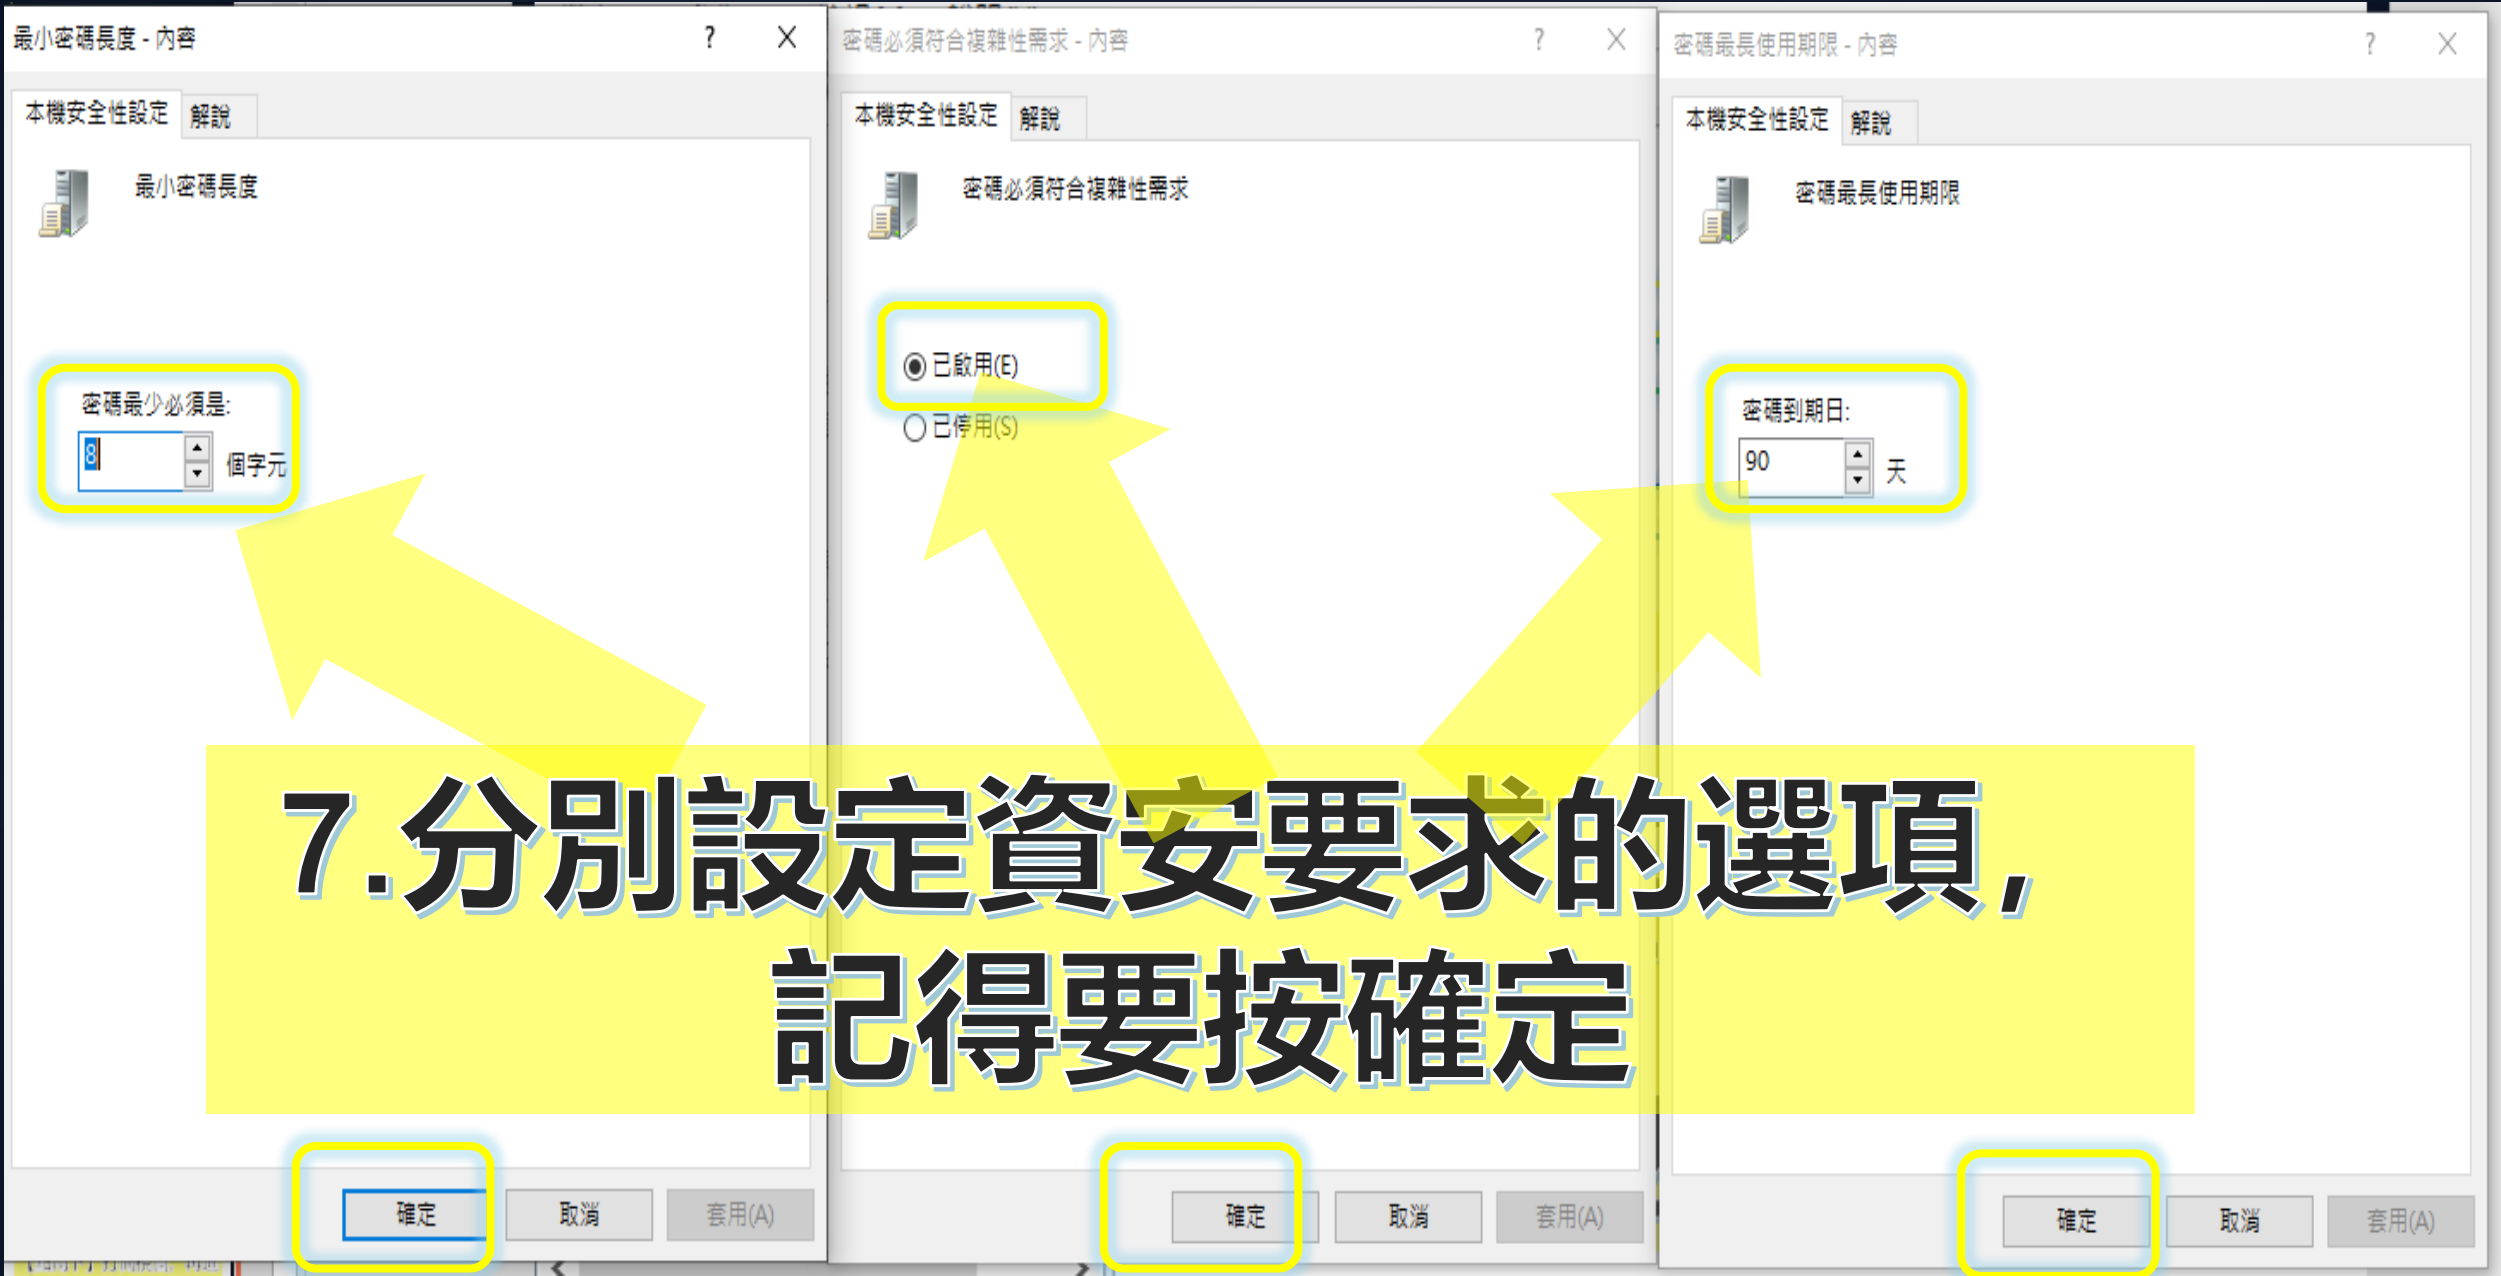 最小密碼長度 - 內容
本機安全性設定 解說
最小密碼長度
密碼最少必須是:
8 個字元
確定 取消 套用(A)
密碼必須符合複雜性需求 - 內容
本機安全性設定 解說
密碼必須符合複雜性需求
已啟用(E)
已停用(S)
確定 取消 套用(A)
密碼最長使用期限 - 內容
本機安全性設定 解說
密碼最長使用期限
密碼到期日:
90 天
確定 取消 套用(A)
7.分別設定資安要求的選項,
記得要按確定